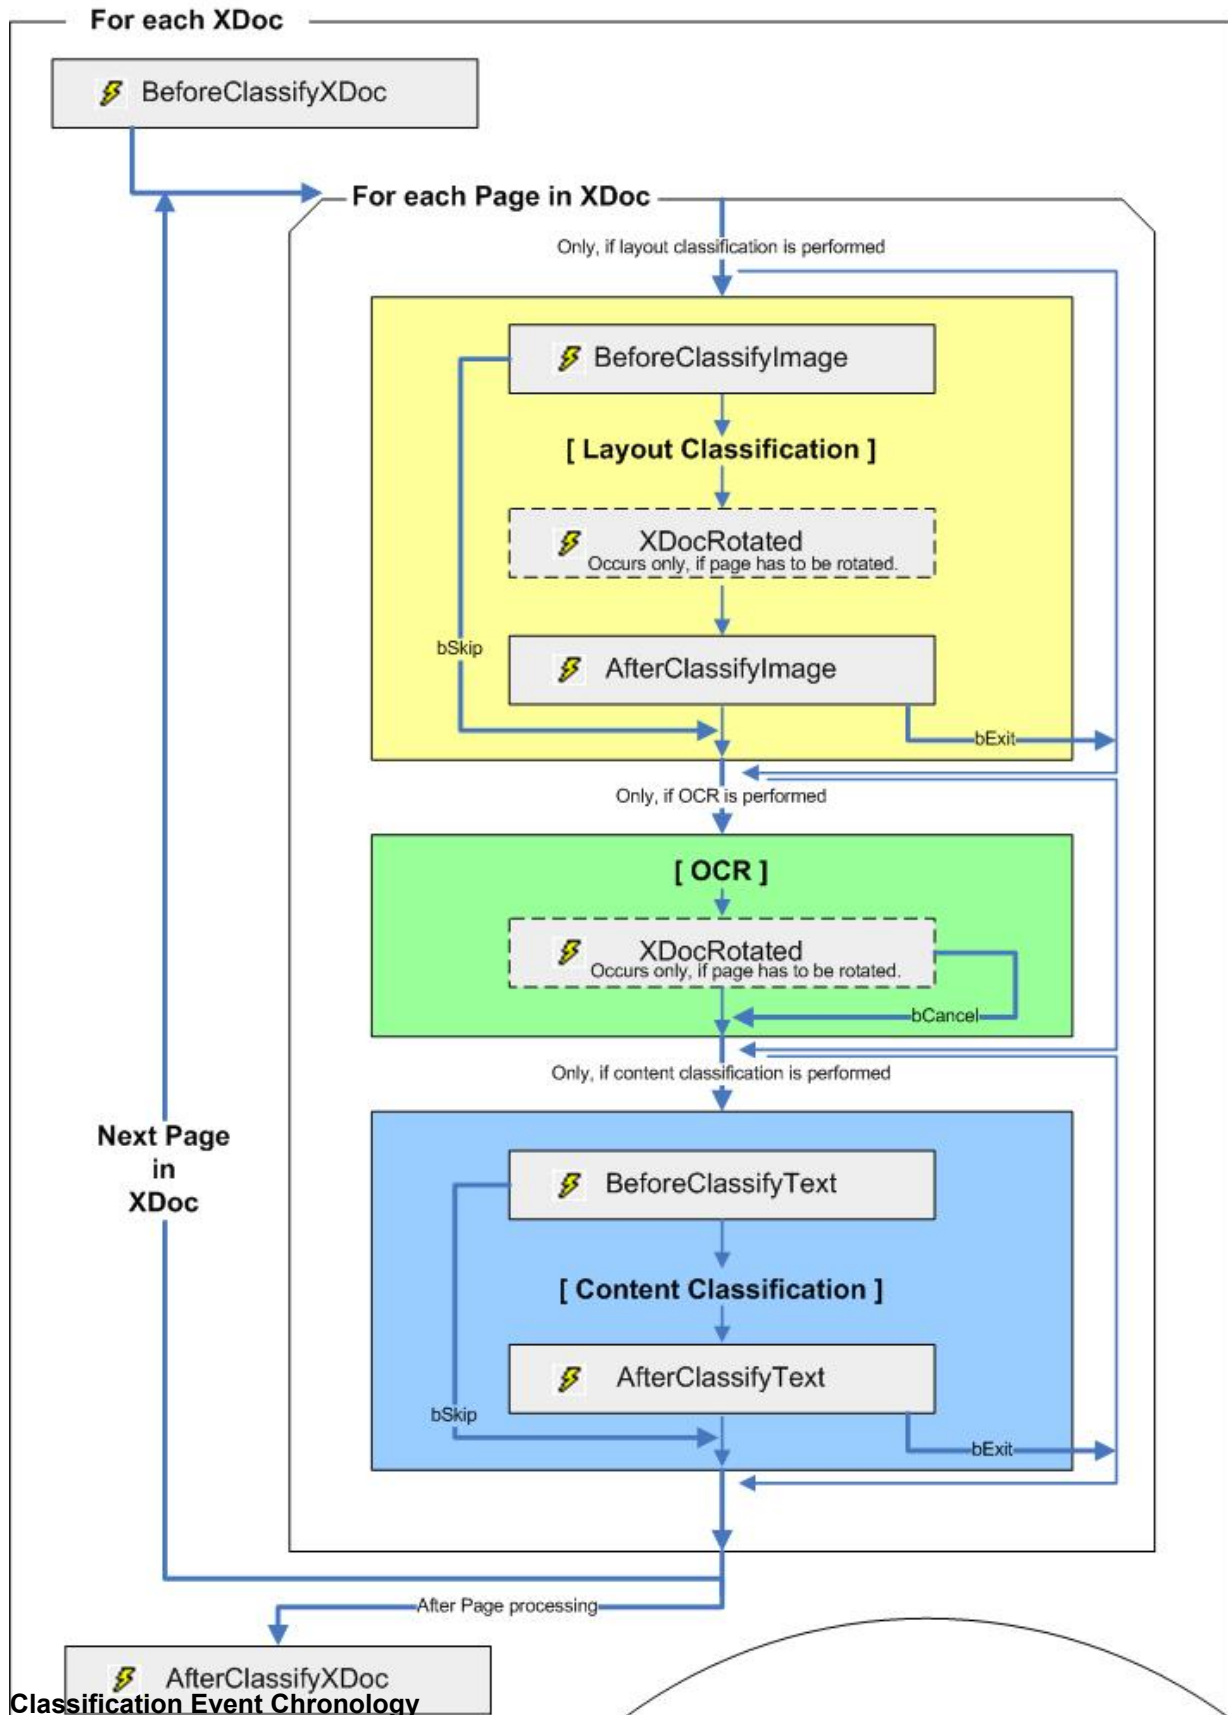 For each XDoc
BeforeClassifyXDoc
For each Page in XDoc
Only, if layout classification is performed
BeforeClassifyImage
[ Layout Classification ]
XDocRotated
Occurs only, if page has to be rotated.
bSkip
AfterClassifyImage
bExit
Only, if OCR is performed
[ OCR ]
XDocRotated
Occurs only, if page has to be rotated.
bCancel
Only, if content classification is performed
Next Page
in
XDoc
BeforeClassifyText
[ Content Classification ]
AfterClassifyText
bSkip
bExit
After Page processing
AfterClassifyXDoc
Classification Event Chronology